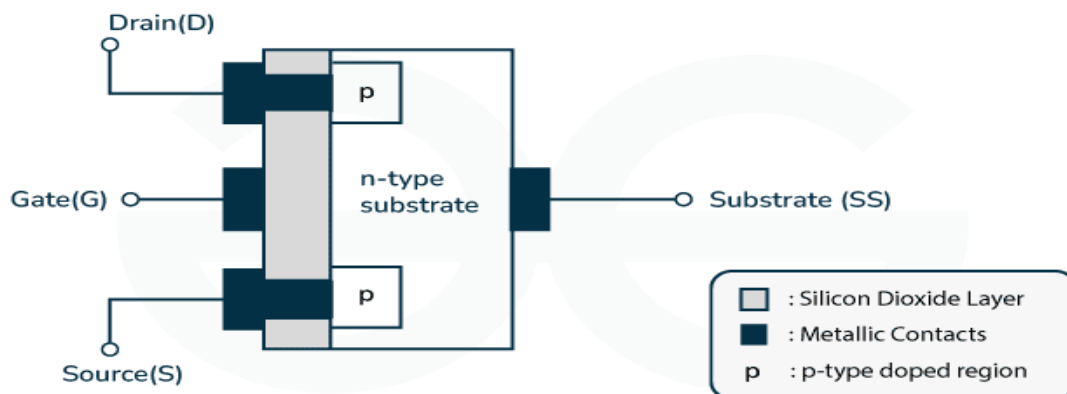 Drain(D)
p
n-type
substrate
Gate(G)
Substrate (SS)
p
Source(S)
: Silicon Dioxide Layer
: Metallic Contacts
p : p-type doped region